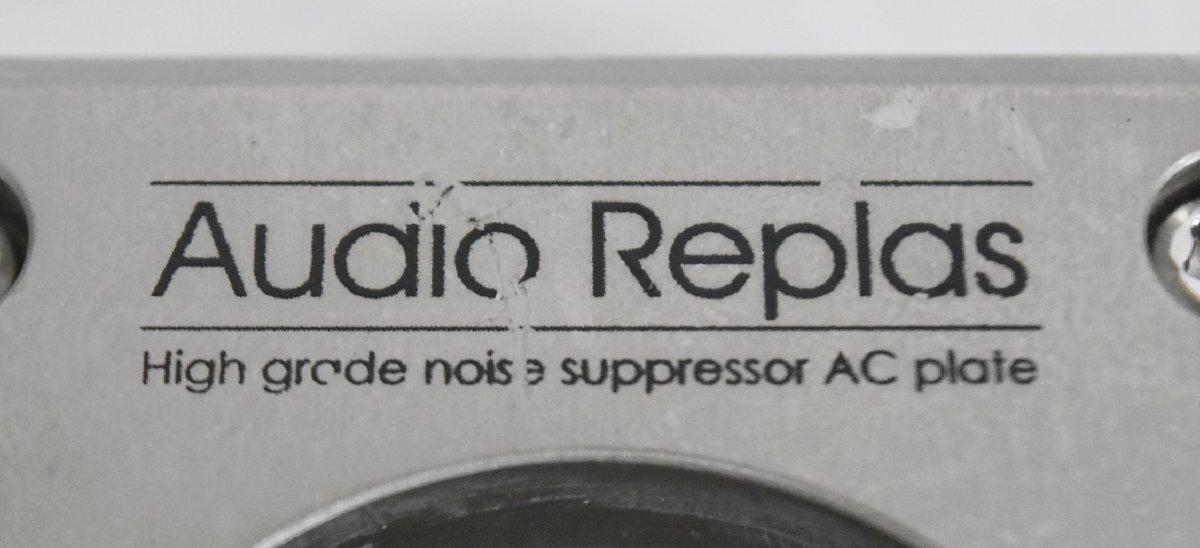 Audio Replas
High grade noise suppressor AC plate